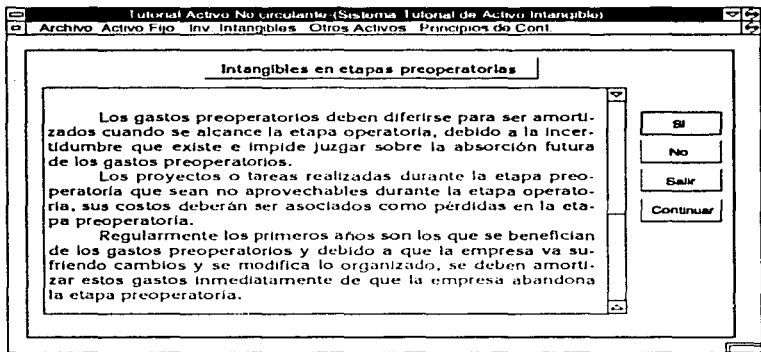 Tutorial Activo No circulante-(Sistema Tutorial de Activo Intangible)
Archivo Activo Fijo Inv. Intangibles Otros Activos Principios de Cont.
Intangibles en etapas preoperatorias
Los gastos preoperatorios deben diferirse para ser amorti-
zados cuando se alcance la etapa operatoria, debido a la incer-
tidumbre que existe e impide juzgar sobre la absorción futura
de los gastos preoperatorios.
Los proyectos o tareas realizadas durante la etapa preo-
peratoria que sean no aprovechables durante la etapa operato-
ria, sus costos deberán ser asociados como pérdidas en la eta-
pa preoperatoria.
Regularmente los primeros años son los que se benefician
de los gastos preoperatorios y debido a que la empresa va su-
friendo cambios y se modifica lo organizado, se deben amorti-
zar estos gastos inmediatamente de que la empresa abandona
la etapa preoperatoria.
Si
No
Salir
Continuar